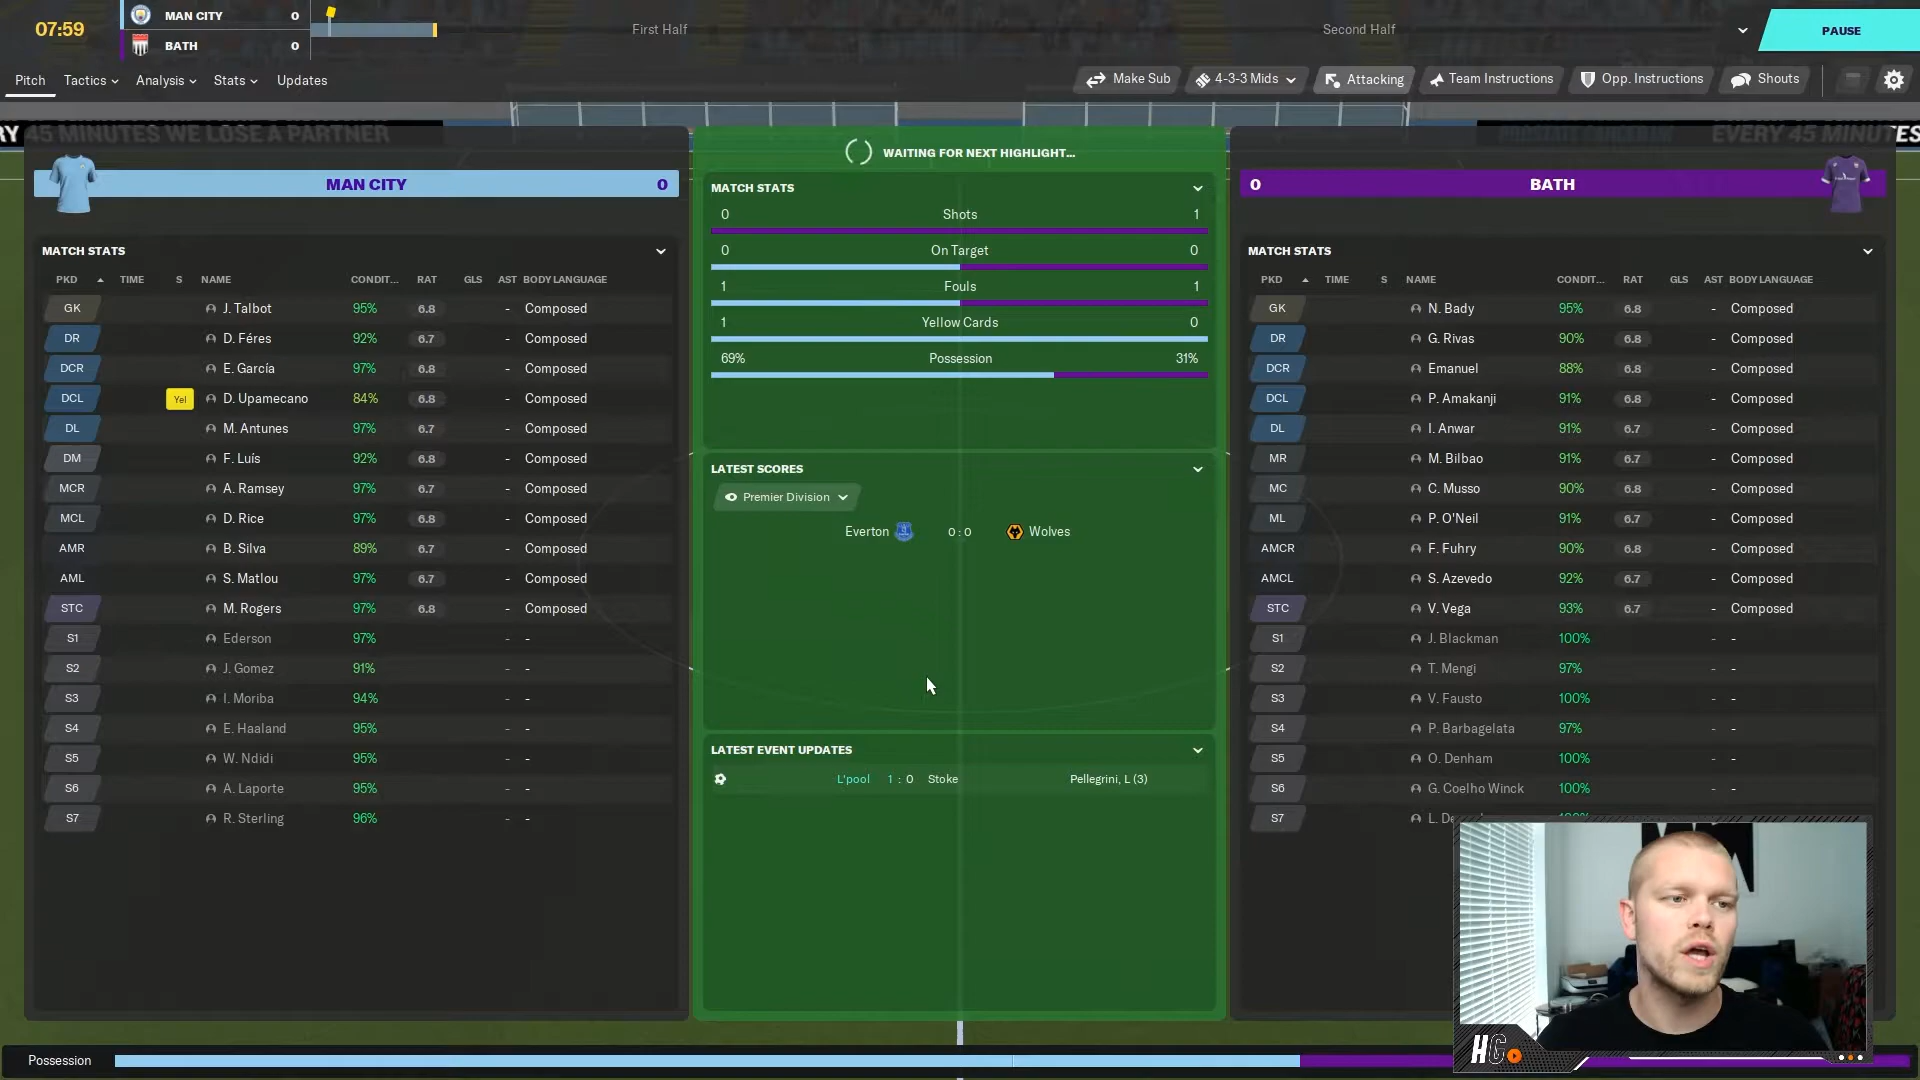 07:59
MAN CITY 0
BATH 0
First Half
Second Half
PAUSE
Pitch Tactics Analysis Stats Updates
Make Sub 4-3-3 Mids Attacking Team Instructions Opp. Instructions Shouts
RY 45 MINUTES WE LOSE A PARTNER
EVERY 45 MINUTES
WAITING FOR NEXT HIGHLIGHT...
MAN CITY 0
MATCH STATS
PKD TIME S NAME CONDIT... RAT GLS AST BODY LANGUAGE
GK J. Talbot 95% 6.8 - Composed
DR D. Féres 92% 6.7 - Composed
DCR E. García 97% 6.8 - Composed
DCL Yel D. Upamecano 84% 6.8 - Composed
DL M. Antunes 97% 6.7 - Composed
DM F. Luís 92% 6.8 - Composed
MCR A. Ramsey 97% 6.7 - Composed
MCL D. Rice 97% 6.8 - Composed
AMR B. Silva 89% 6.7 - Composed
AML S. Matlou 97% 6.7 - Composed
STC M. Rogers 97% 6.8 - Composed
S1 Ederson 97% - -
S2 J. Gomez 91% - -
S3 I. Moriba 94% - -
S4 E. Haaland 95% - -
S5 W. Ndidi 95% - -
S6 A. Laporte 95% - -
S7 R. Sterling 96% - -
MATCH STATS
0 Shots 1
0 On Target 0
1 Fouls 1
1 Yellow Cards 0
69% Possession 31%
LATEST SCORES
Premier Division
Everton 0 : 0 Wolves
LATEST EVENT UPDATES
L'pool 1 : 0 Stoke Pellegrini, L (3)
0 BATH
MATCH STATS
PKD TIME S NAME CONDIT... RAT GLS AST BODY LANGUAGE
GK N. Bady 95% 6.8 - Composed
DR G. Rivas 90% 6.8 - Composed
DCR Emanuel 88% 6.8 - Composed
DCL P. Amakanji 91% 6.8 - Composed
DL I. Anwar 91% 6.7 - Composed
MR M. Bilbao 91% 6.7 - Composed
MC C. Musso 90% 6.8 - Composed
ML P. O'Neil 91% 6.7 - Composed
AMCR F. Fuhry 90% 6.8 - Composed
AMCL S. Azevedo 92% 6.7 - Composed
STC V. Vega 93% 6.7 - Composed
S1 J. Blackman 100% - -
S2 T. Mengi 97% - -
S3 V. Fausto 100% - -
S4 P. Barbagelata 97% - -
S5 O. Denham 100% - -
S6 G. Coelho Winck 100% - -
S7 L.
HG
Possession